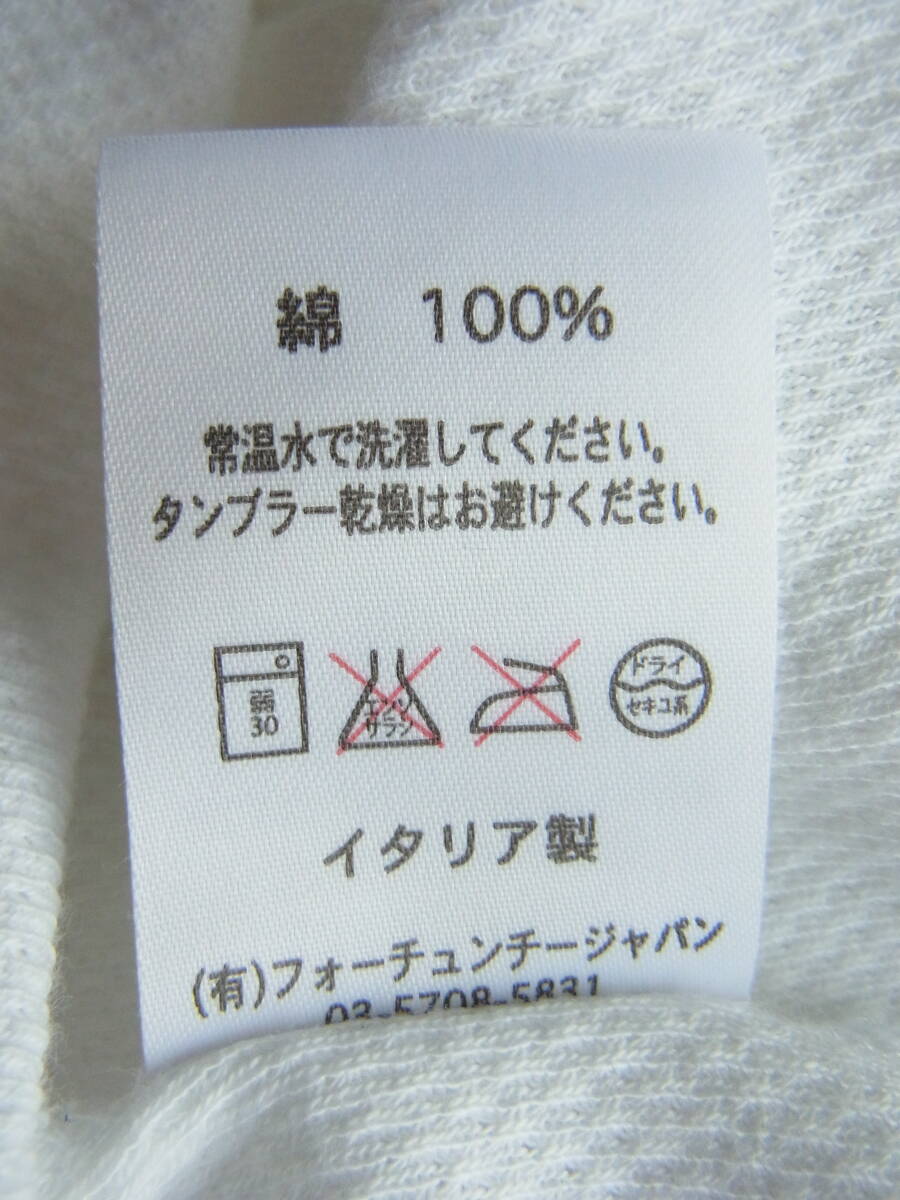 綿　100%
常温水で洗濯してください。
タンブラー乾燥はお避けください。
弱
30
エンソ
サラシ
ドライ
セキユ系
イタリア製
(有)フォーチュンチージャパン
03-5708-5831